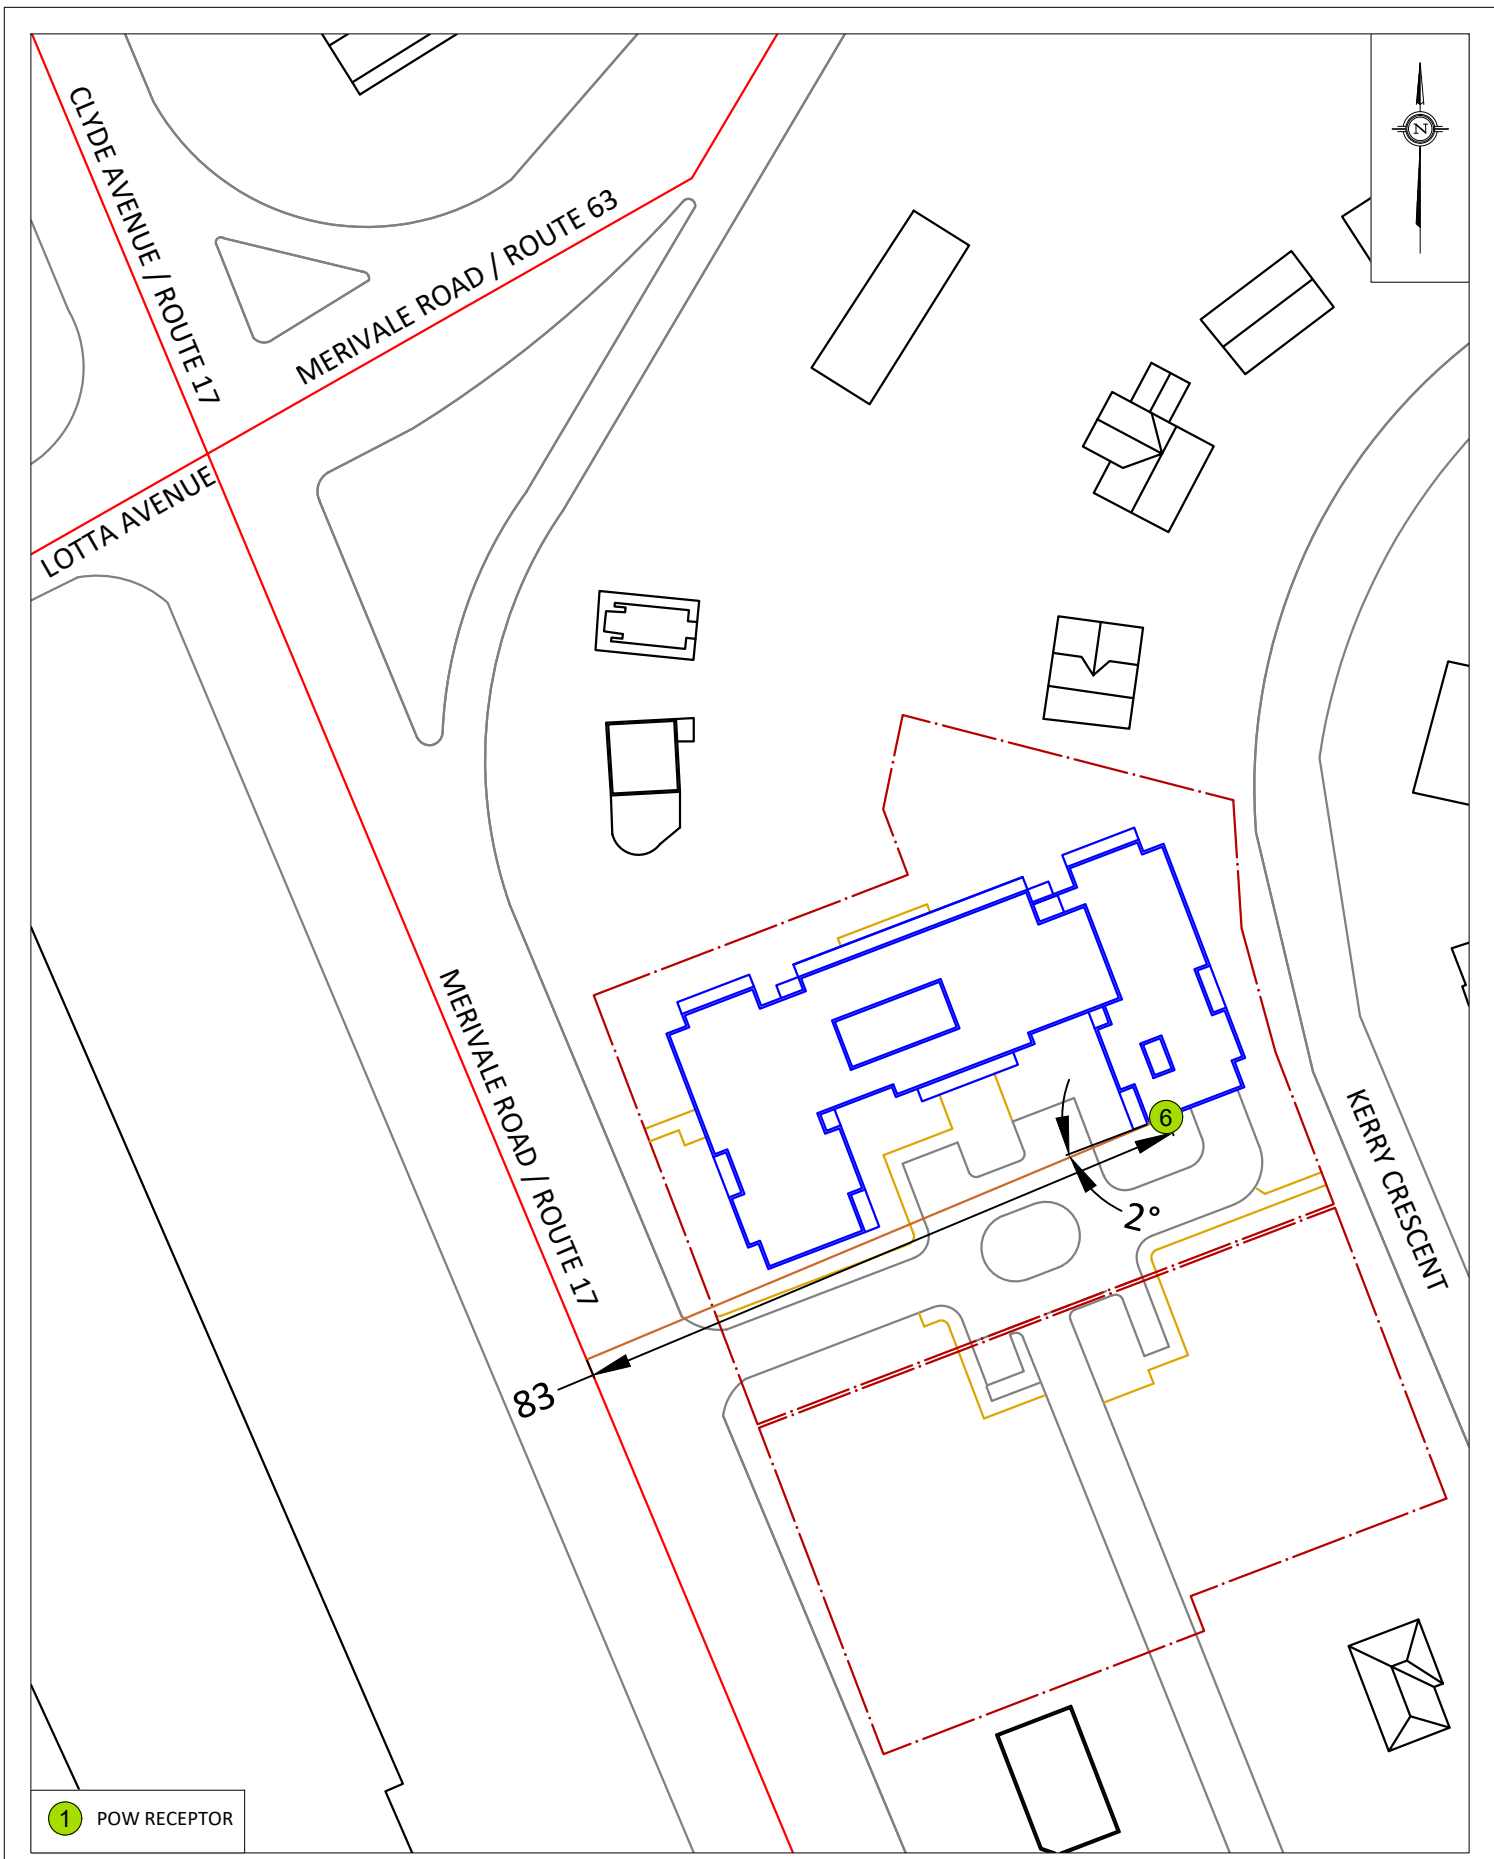 CLYDE AVENUE / ROUTE 17
N
MERIVALE ROAD / ROUTE 63
LOTTA AVENUE
MERIVALE ROAD / ROUTE 17
6
2°
KERRY CRESCENT
83
1 POW RECEPTOR